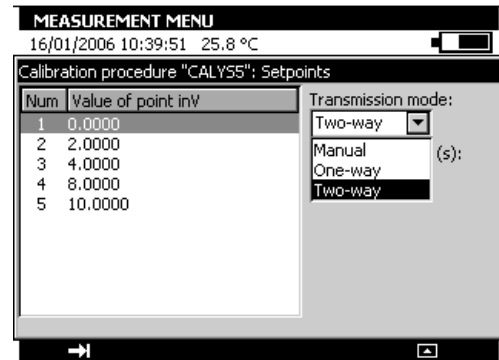 MEASUREMENT MENU
16/01/2006 10:39:51 25.8 °C
Calibration procedure "CALYS5": Setpoints
Num Value of point inV
1 0.0000
2 2.0000
3 4.0000
4 8.0000
5 10.0000
Transmission mode:
Two-way
Manual
(s):
One-way
Two-way